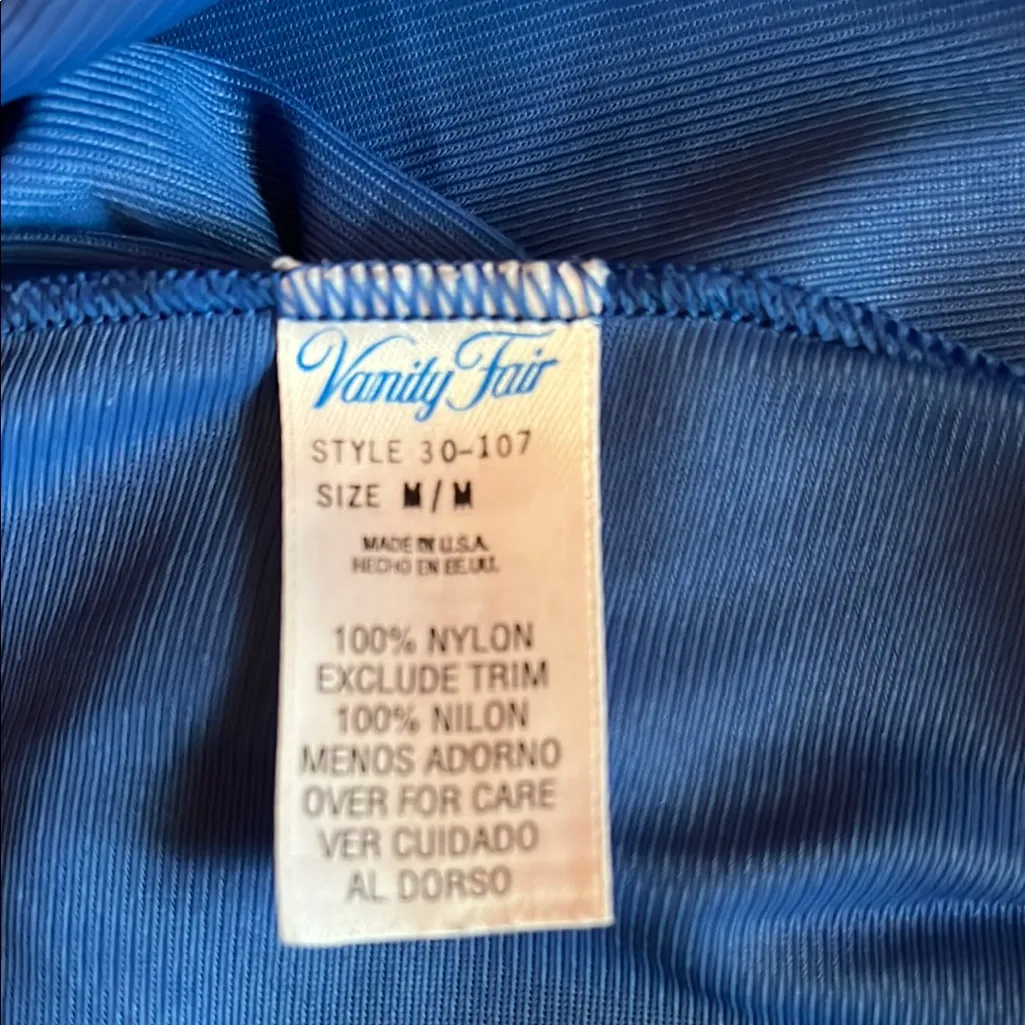 Vanity Fair
STYLE 30-107
SIZE M/M
MADE IN U.S.A.
HECHO EN EE.UU.
100% NYLON
EXCLUDE TRIM
100% NILON
MENOS ADORNO
OVER FOR CARE
VER CUIDADO
AL DORSO